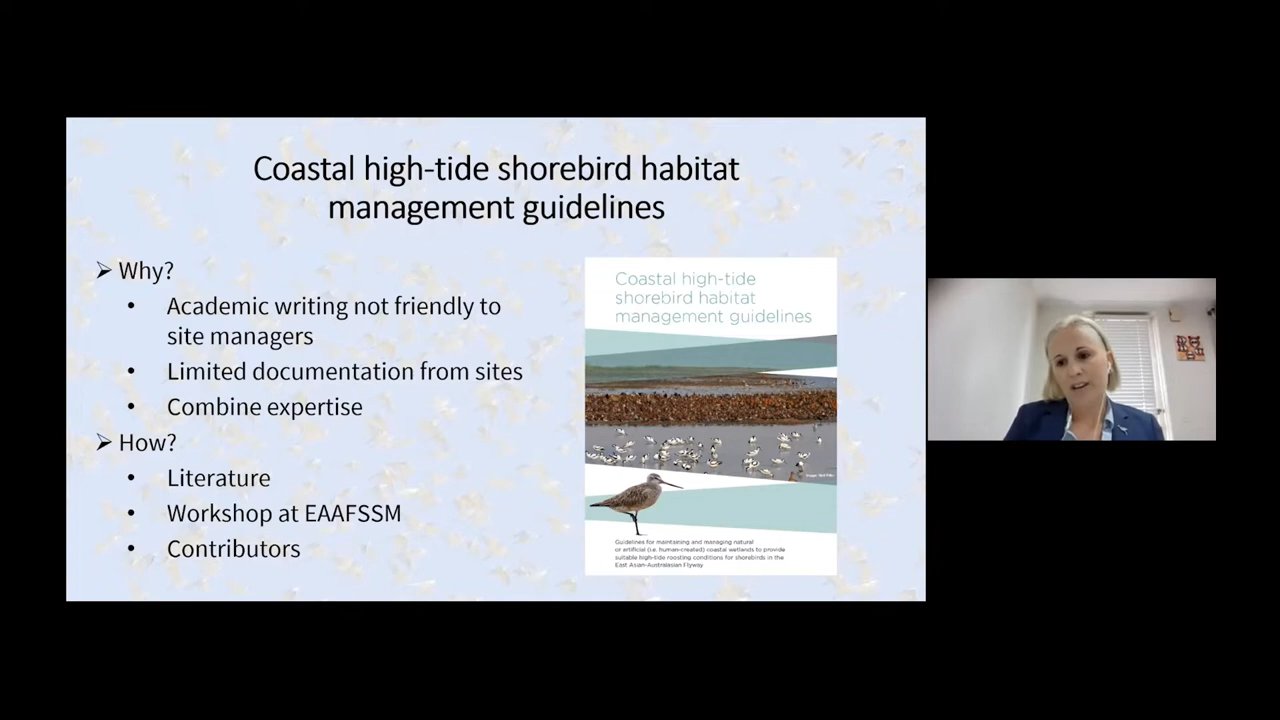 Coastal high-tide shorebird habitat
management guidelines
➢ Why?
• Academic writing not friendly to
site managers
• Limited documentation from sites
• Combine expertise
➢ How?
• Literature
• Workshop at EAAFSSM
• Contributors
Coastal high-tide
shorebird habitat
management guidelines
Guidelines for maintaining and managing natural
or artificial (i.e. human-created) coastal wetlands to provide
suitable high-tide roosting conditions for shorebirds in the
East Asian-Australasian Flyway